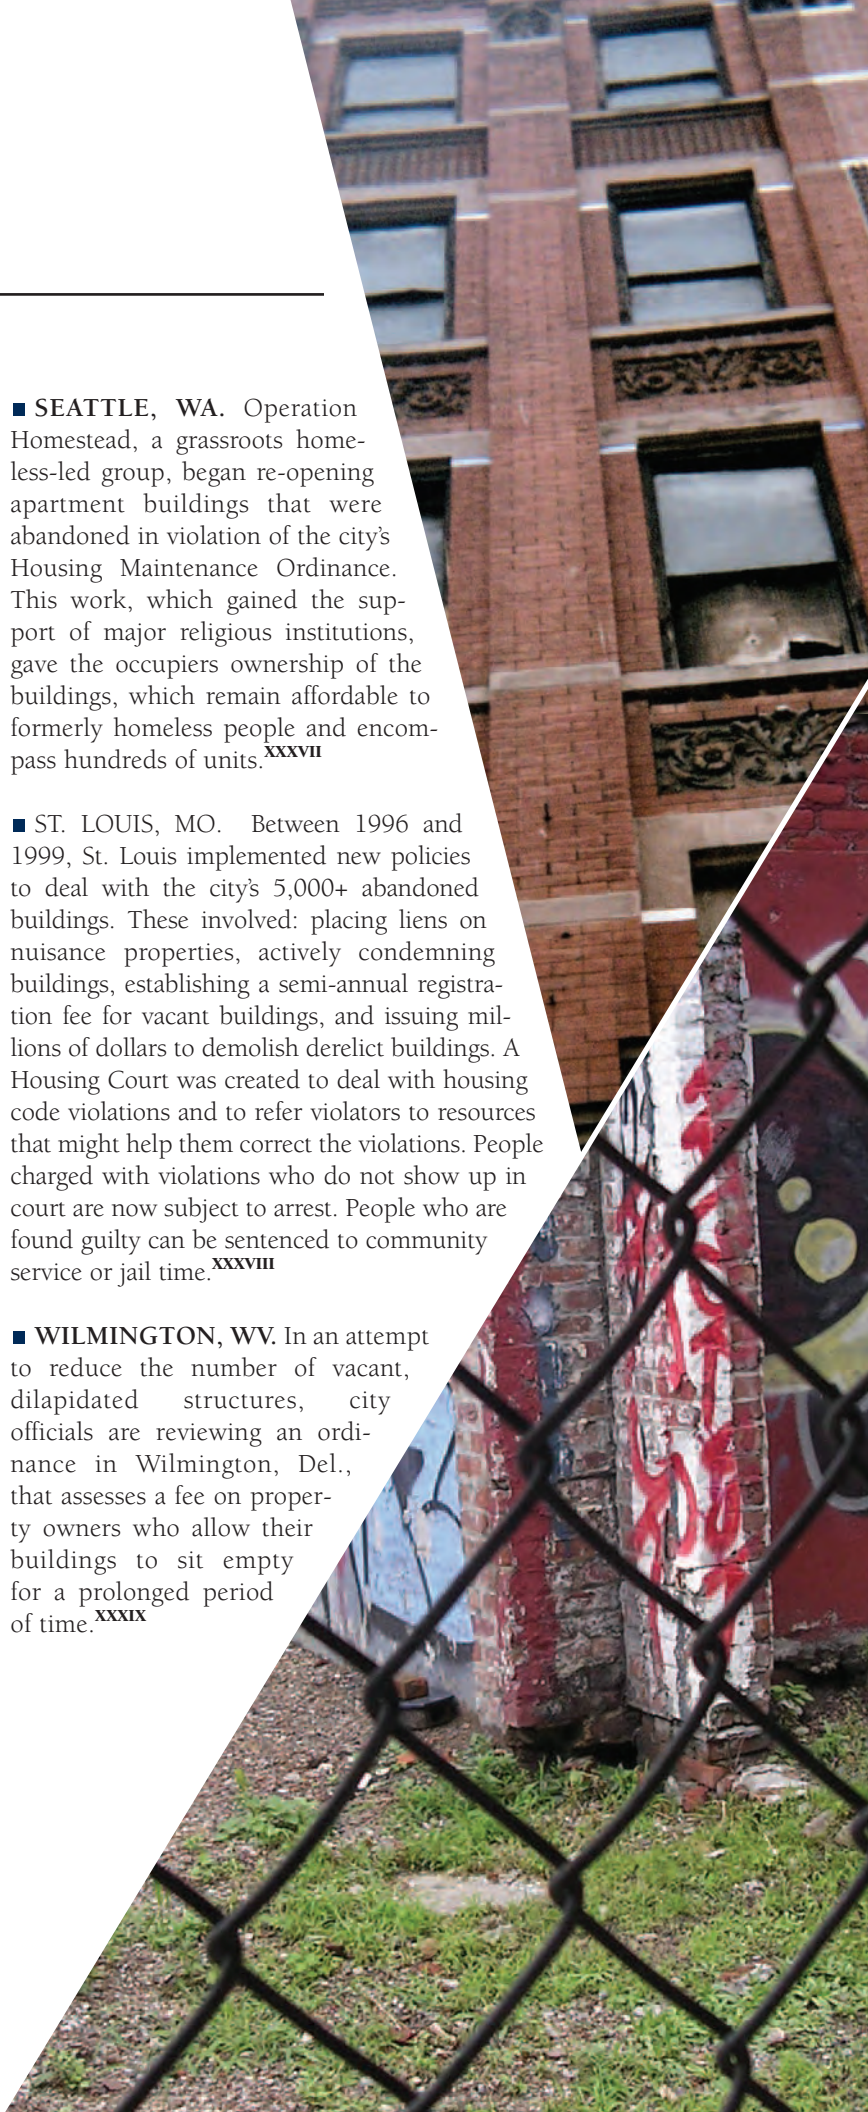 ■ SEATTLE, WA. Operation
Homestead, a grassroots home-
less-led group, began re-opening
apartment buildings that were
abandoned in violation of the city's
Housing Maintenance Ordinance.
This work, which gained the sup-
port of major religious institutions,
gave the occupiers ownership of the
buildings, which remain affordable to
formerly homeless people and encom-
pass hundreds of units.XXXVII
■ ST. LOUIS, MO. Between 1996 and
1999, St. Louis implemented new policies
to deal with the city's 5,000+ abandoned
buildings. These involved: placing liens on
nuisance properties, actively condemning
buildings, establishing a semi-annual registra-
tion fee for vacant buildings, and issuing mil-
lions of dollars to demolish derelict buildings. A
Housing Court was created to deal with housing
code violations and to refer violators to resources
that might help them correct the violations. People
charged with violations who do not show up in
court are now subject to arrest. People who are
found guilty can be sentenced to community
service or jail time.XXXVIII
■ WILMINGTON, WV. In an attempt
to reduce the number of vacant,
dilapidated structures, city
officials are reviewing an ordi-
nance in Wilmington, Del.,
that assesses a fee on proper-
ty owners who allow their
buildings to sit empty
for a prolonged period
of time.XXXIX